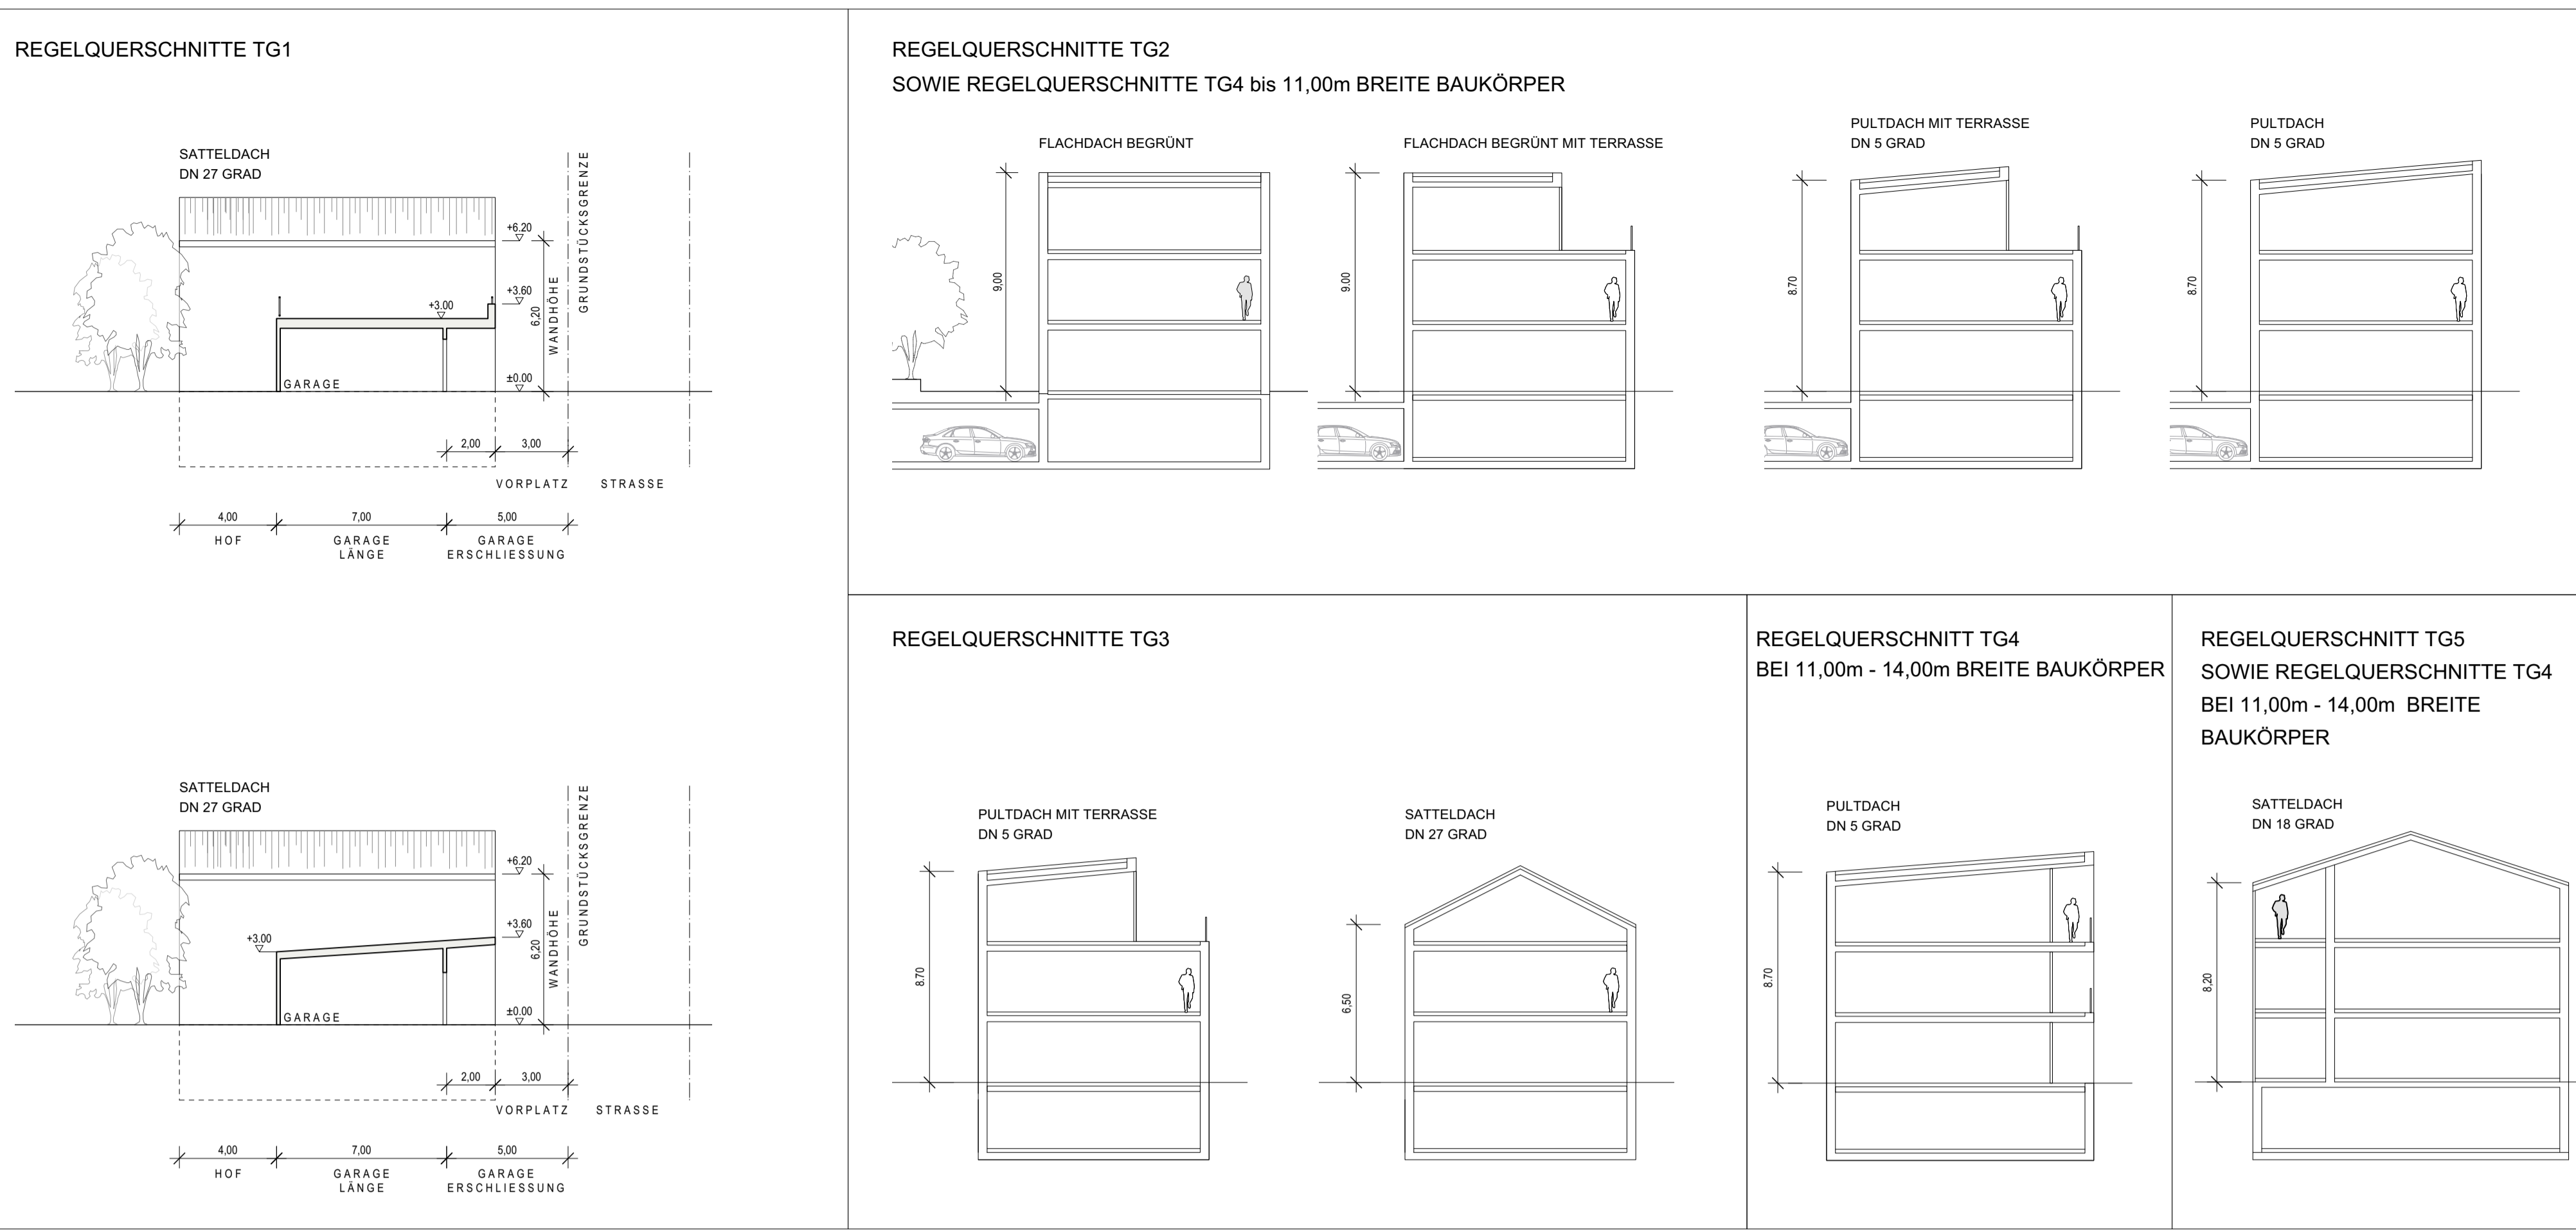 REGELQUERSCHNITTE TG1
SATTELDACH
DN 27 GRAD
GRUNDSTÜCKSGRENZE
+6.20
+3.60
+3.00
6,20
WANDHÖHE
GARAGE
±0.00
2,00
3,00
VORPLATZ
STRASSE
4,00
7,00
5,00
HOF
GARAGE
LÄNGE
GARAGE
ERSCHLIESSUNG
SATTELDACH
DN 27 GRAD
GRUNDSTÜCKSGRENZE
+6.20
+3.60
+3.00
6,20
WANDHÖHE
GARAGE
±0.00
2,00
3,00
VORPLATZ
STRASSE
4,00
7,00
5,00
HOF
GARAGE
LÄNGE
GARAGE
ERSCHLIESSUNG
REGELQUERSCHNITTE TG2
SOWIE REGELQUERSCHNITTE TG4 bis 11,00m BREITE BAUKÖRPER
FLACHDACH BEGRÜNT
9,00
FLACHDACH BEGRÜNT MIT TERRASSE
9.00
PULTDACH MIT TERRASSE
DN 5 GRAD
8.70
PULTDACH
DN 5 GRAD
8.70
REGELQUERSCHNITTE TG3
PULTDACH MIT TERRASSE
DN 5 GRAD
8.70
SATTELDACH
DN 27 GRAD
6,50
REGELQUERSCHNITT TG4
BEI 11,00m - 14,00m BREITE BAUKÖRPER
PULTDACH
DN 5 GRAD
8.70
REGELQUERSCHNITT TG5
SOWIE REGELQUERSCHNITTE TG4
BEI 11,00m - 14,00m BREITE
BAUKÖRPER
SATTELDACH
DN 18 GRAD
8,20